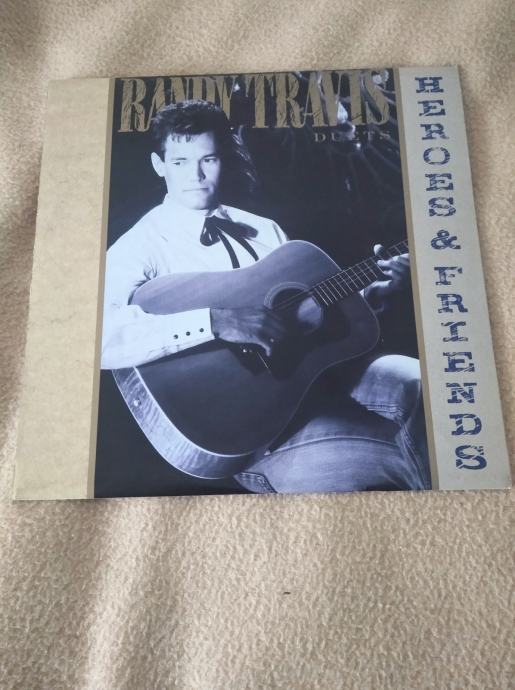 RANDY TRAVIS
DUETS
HEROES & FRIENDS